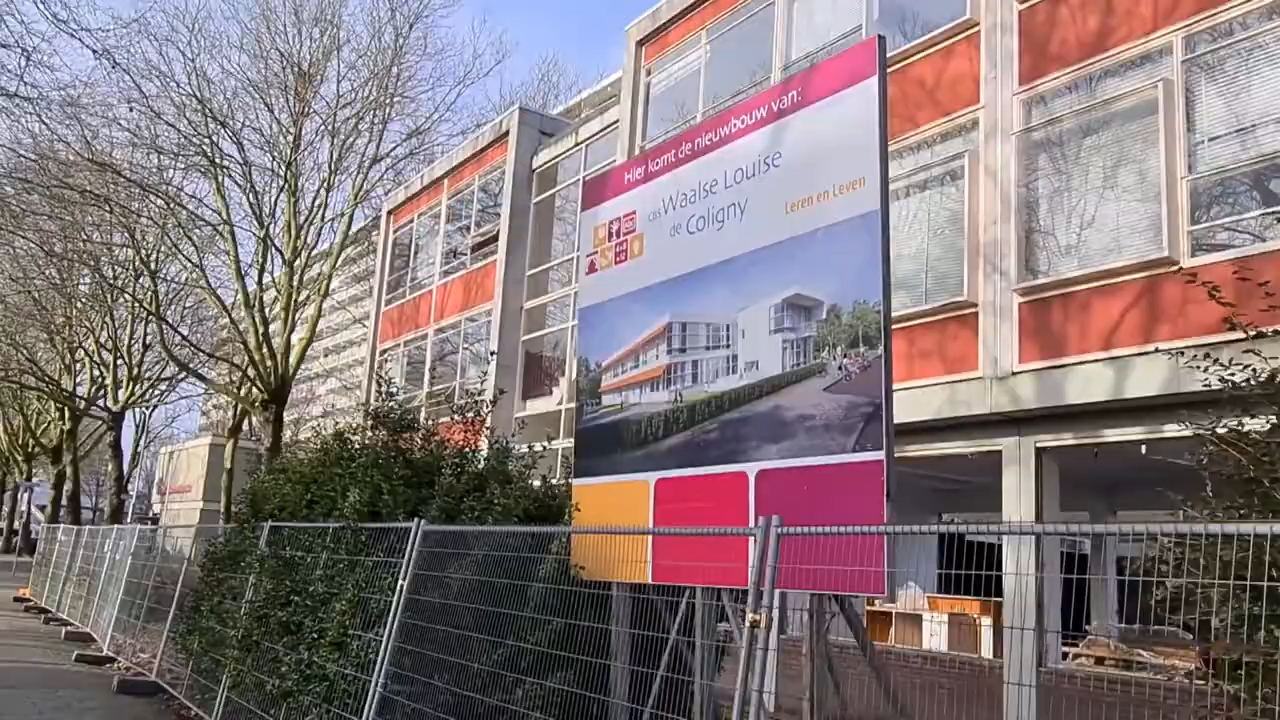 Hier komt de nieuwbouw van:
CBS Waalse Louise
de Coligny
Leren en Leven